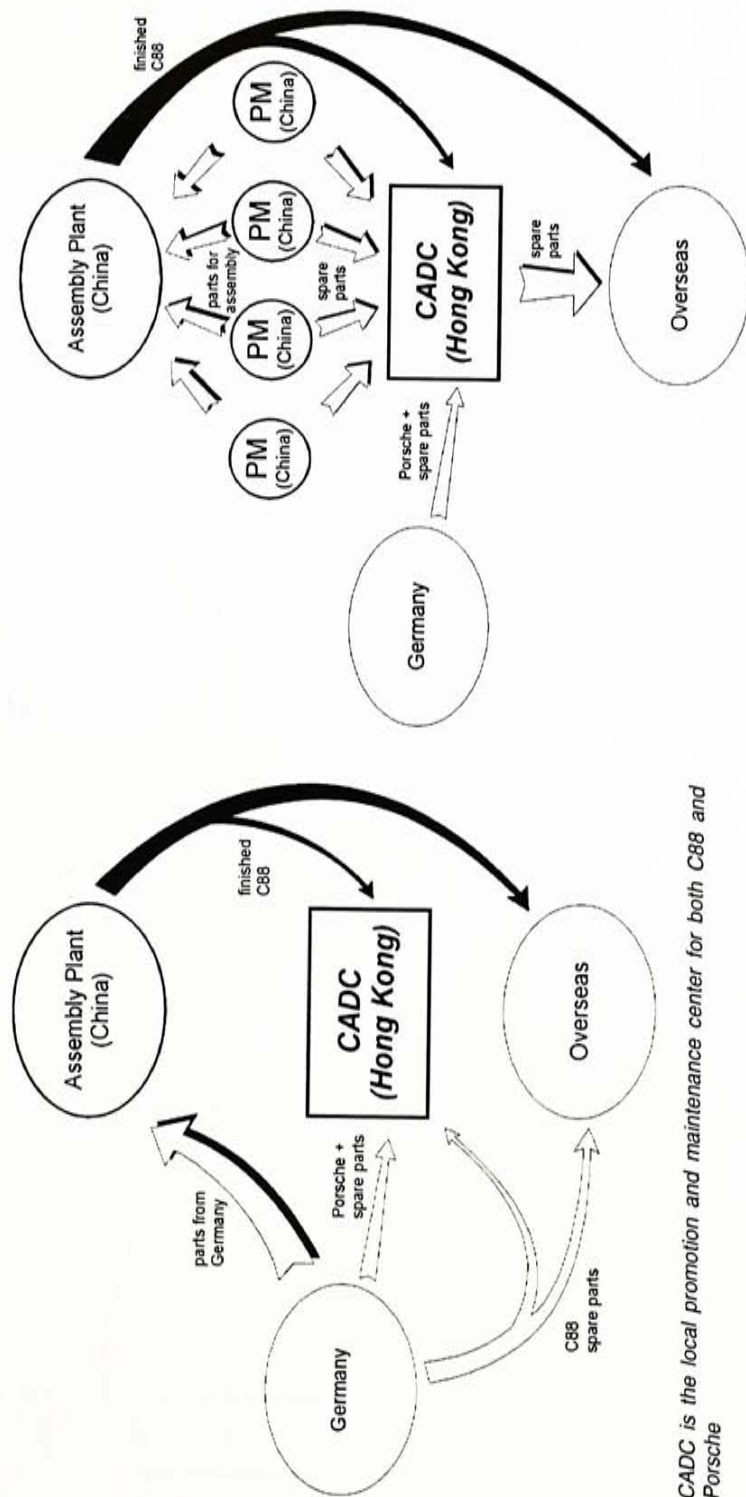 Assembly Plant
(China)
parts from
Germany
finished
C88
Germany
Porsche +
spare parts
CADC
(Hong Kong)
C88
spare parts
Overseas
CADC is the local promotion and maintenance center for both C88 and
Porsche
Assembly Plant
(China)
finished
C88
parts for
assembly
PM
(China)
PM
(China)
PM
(China)
PM
(China)
spare
parts
Germany
Porsche +
spare parts
CADC
(Hong Kong)
spare
parts
Overseas